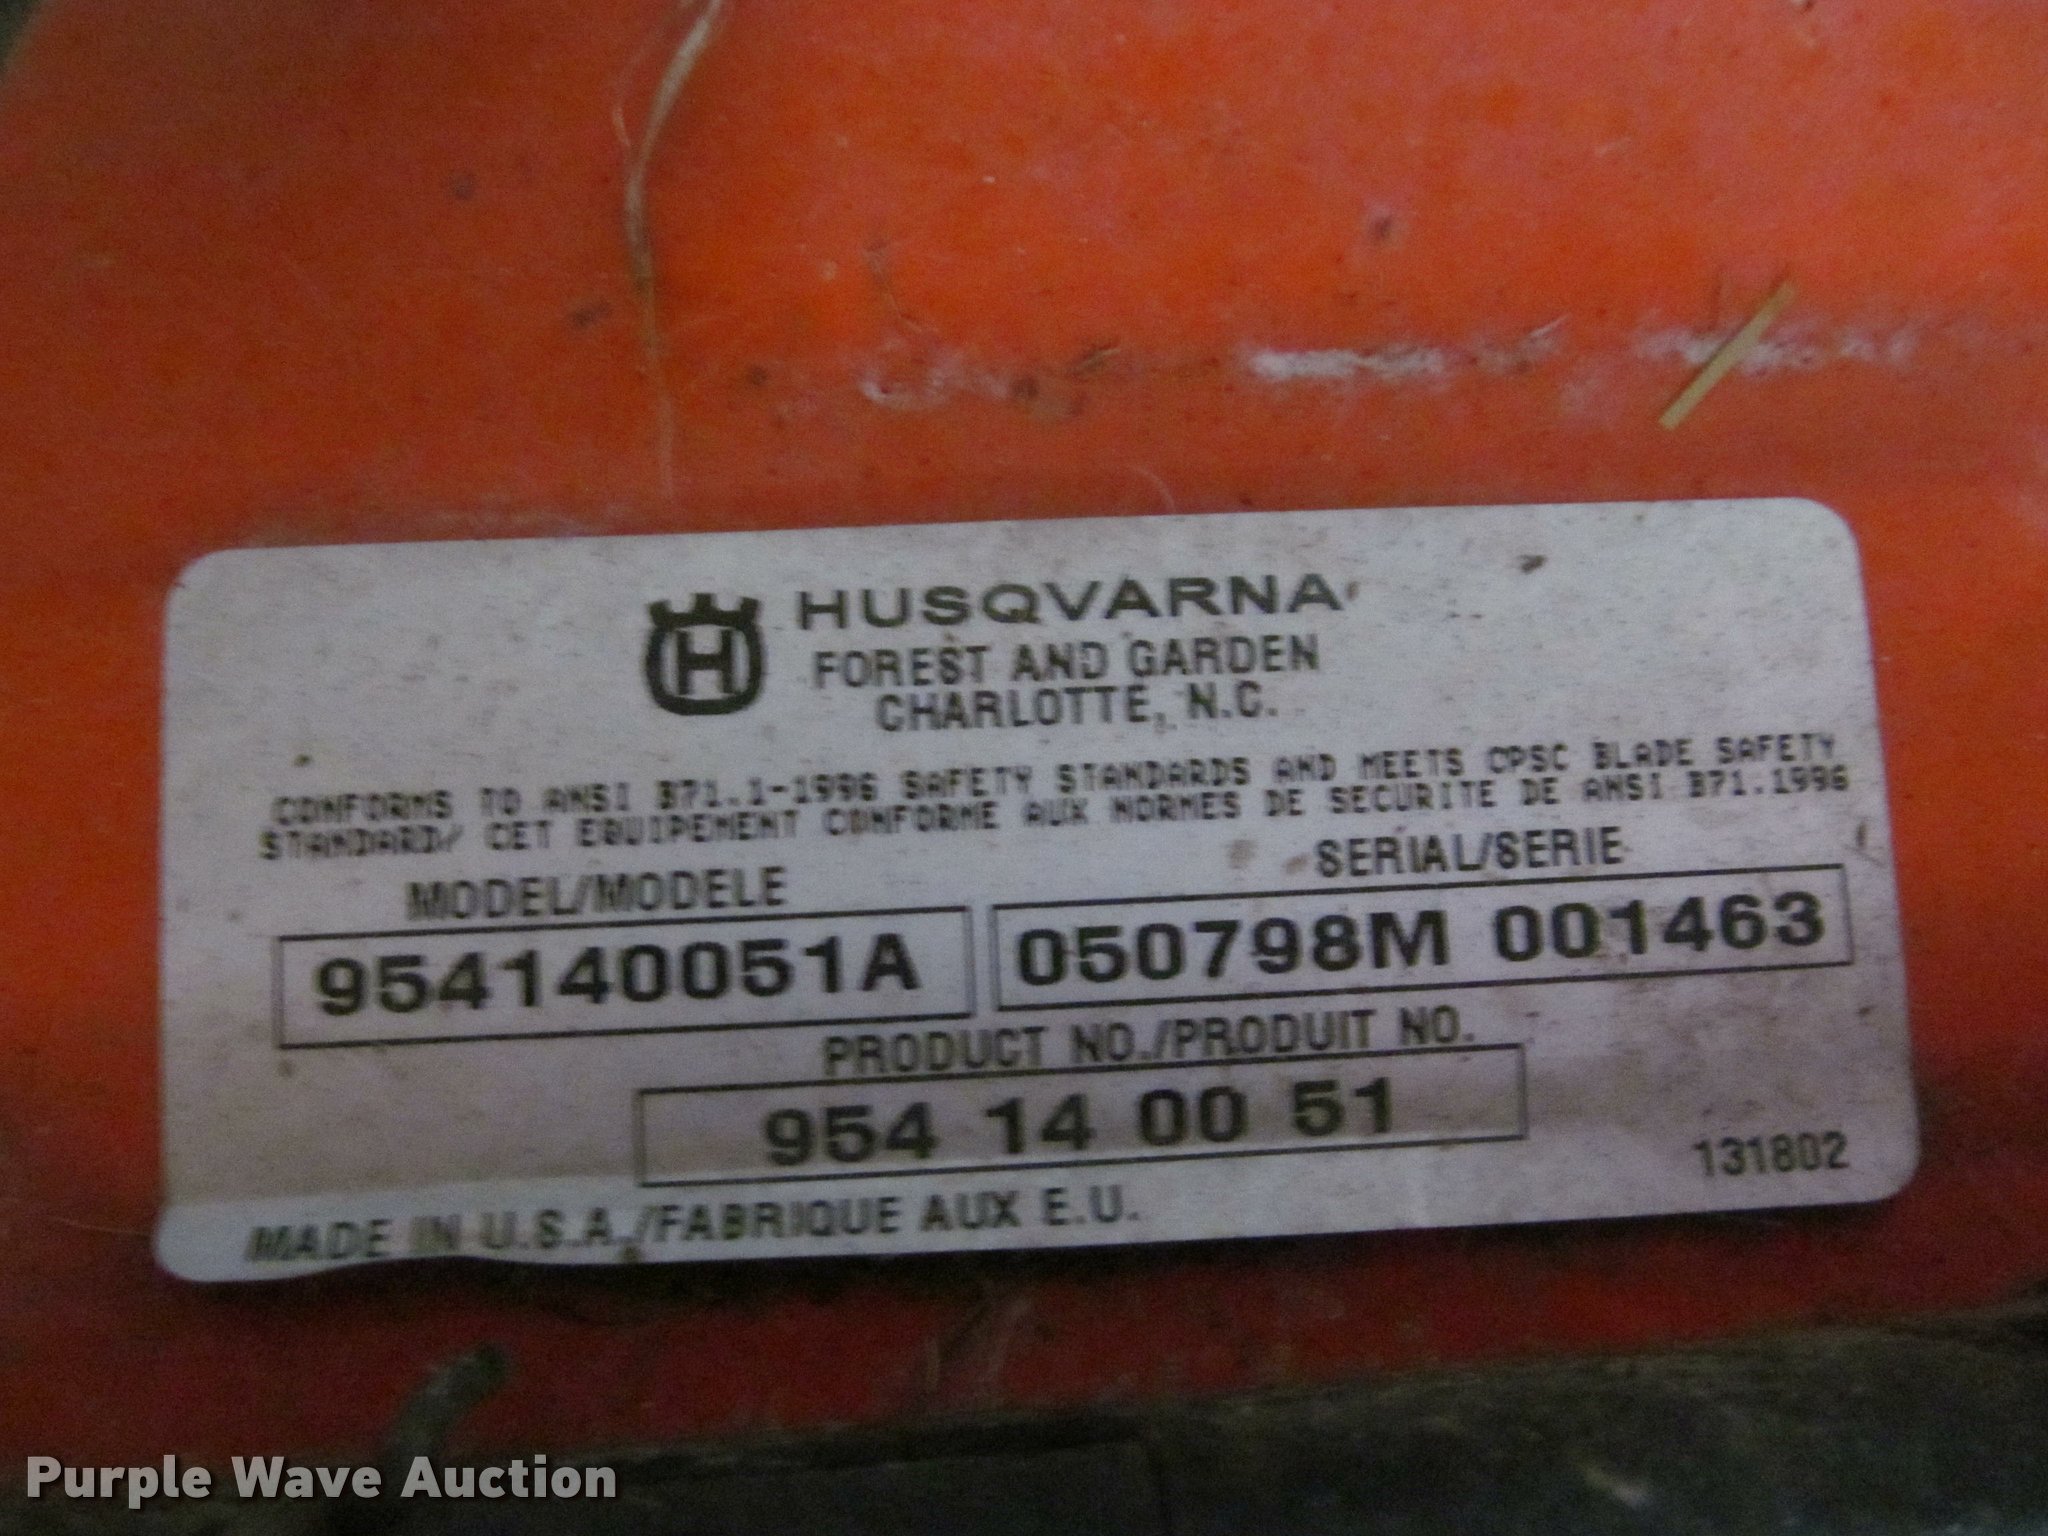 HUSQVARNA
FOREST AND GARDEN
CHARLOTTE, N.C.
CONFORMS TO ANSI B71.1-1996 SAFETY STANDARDS AND MEETS CPSC BLADE SAFETY
STANDARD/ CET EQUIPEMENT CONFORME AUX NORMES DE SECURITE DE ANSI B71.1996
MODEL/MODELE
SERIAL/SERIE
954140051A
050798M 001463
PRODUCT NO./PRODUIT NO.
954 14 00 51
131802
MADE IN U.S.A./FABRIQUE AUX E.U.
Purple Wave Auction